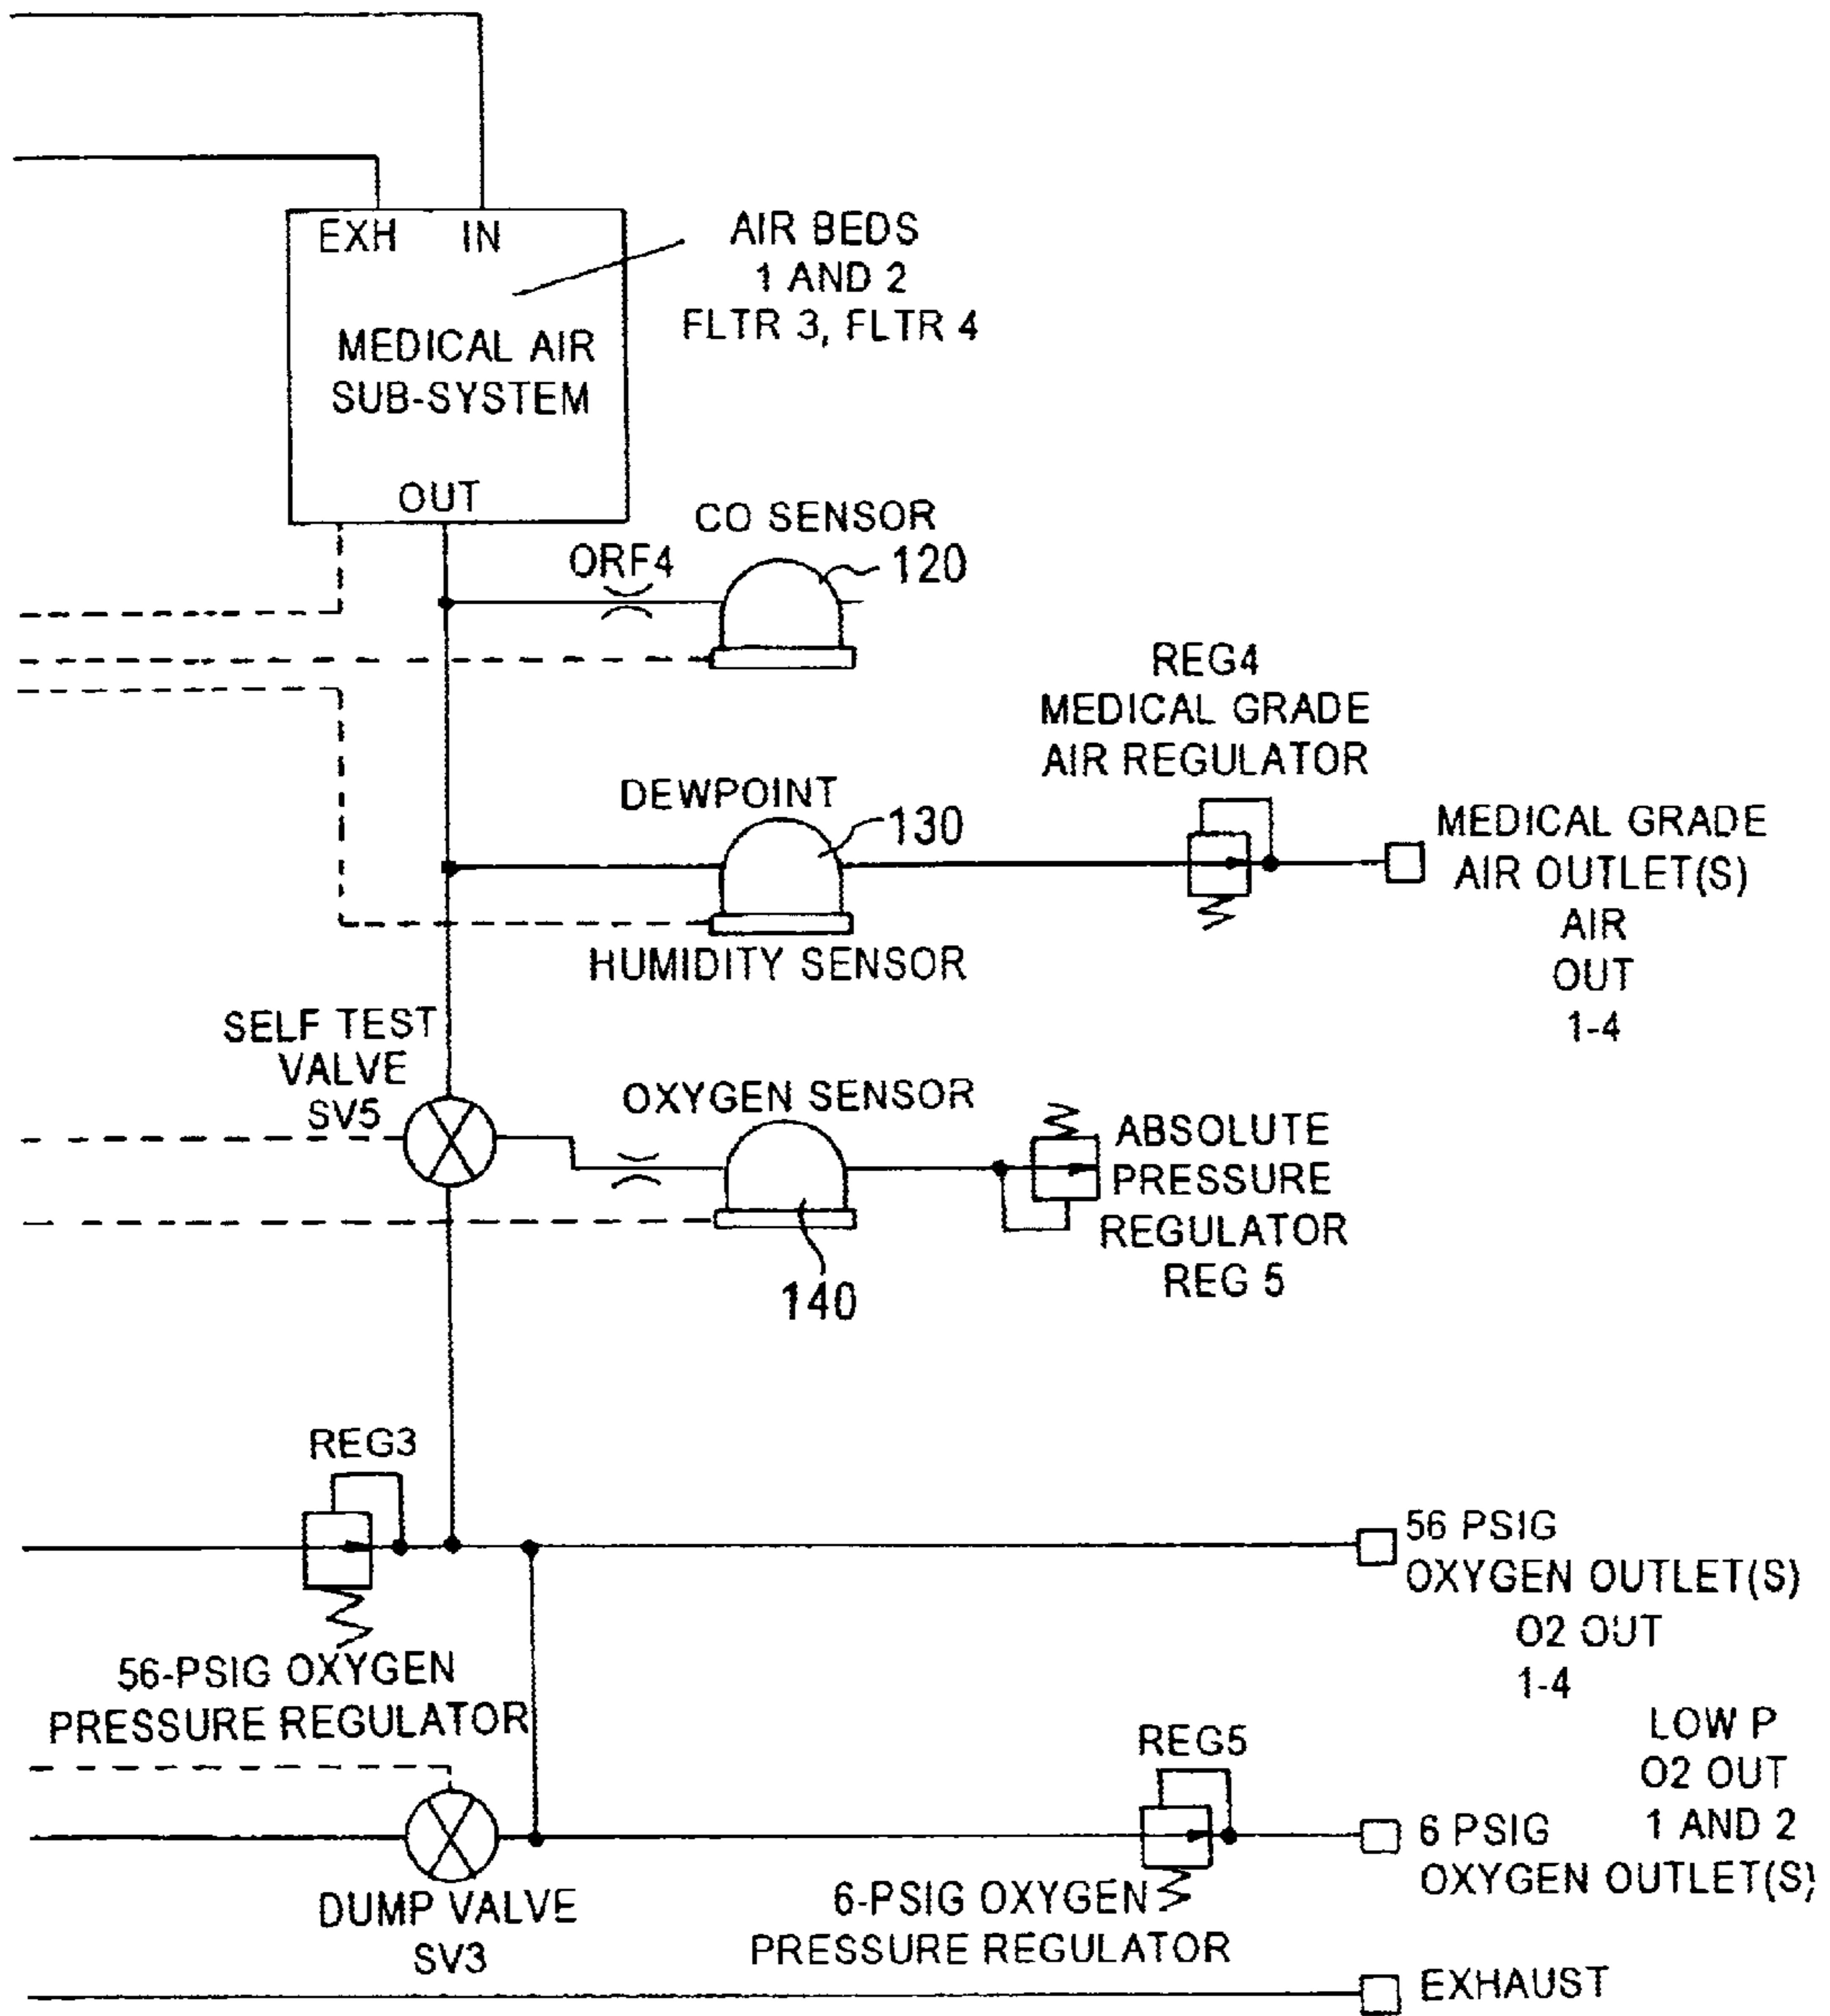 EXH IN
MEDICAL AIR
SUB-SYSTEM
OUT
AIR BEDS
1 AND 2
FLTR 3, FLTR 4
CO SENSOR
ORF4
120
REG4
MEDICAL GRADE
AIR REGULATOR
DEWPOINT
130
HUMIDITY SENSOR
MEDICAL GRADE
AIR OUTLET(S)
AIR
OUT
1-4
SELF TEST
VALVE
SV5
OXYGEN SENSOR
140
ABSOLUTE
PRESSURE
REGULATOR
REG 5
REG3
56-PSIG OXYGEN
PRESSURE REGULATOR
56 PSIG
OXYGEN OUTLET(S)
O2 OUT
1-4
LOW P
O2 OUT
1 AND 2
REG5
6 PSIG
OXYGEN OUTLET(S)
DUMP VALVE
SV3
6-PSIG OXYGEN
PRESSURE REGULATOR
EXHAUST